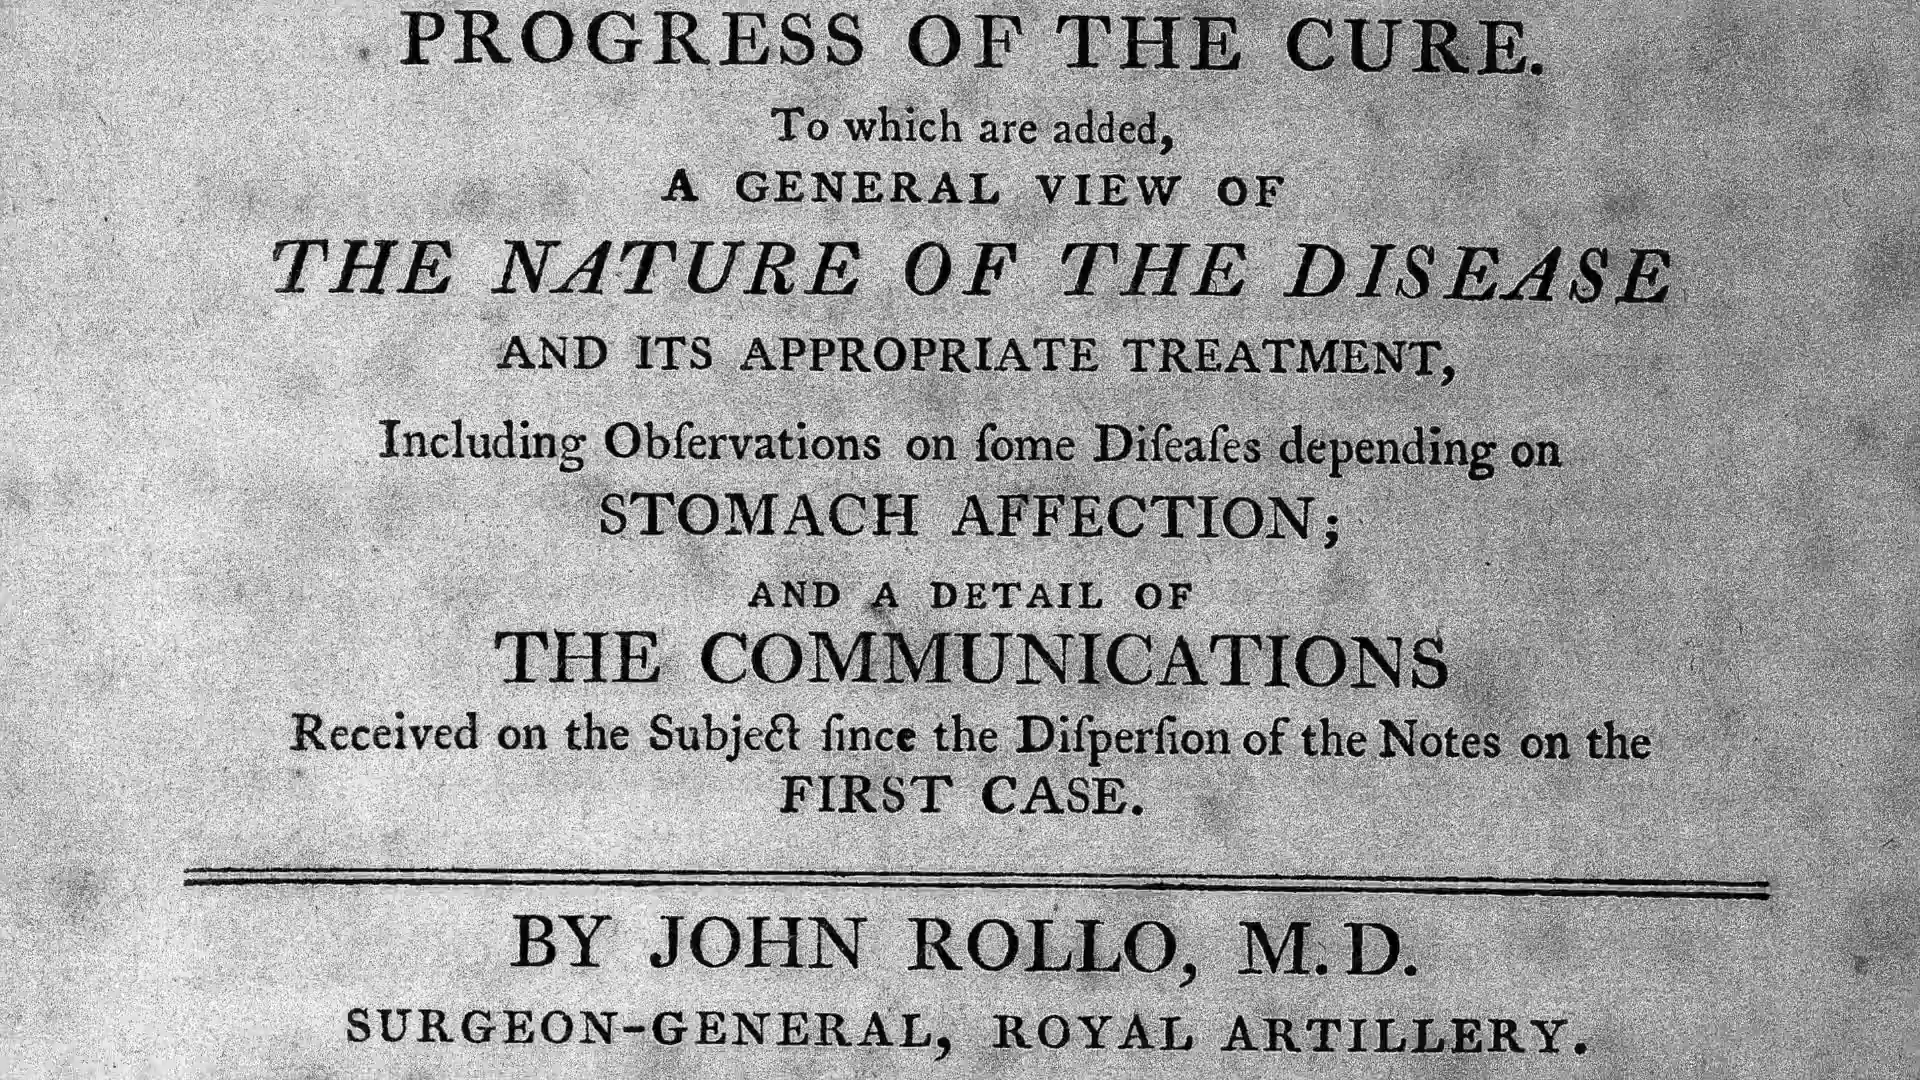 PROGRESS OF THE CURE.
To which are added,
A GENERAL VIEW OF
THE NATURE OF THE DISEASE
AND ITS APPROPRIATE TREATMENT,
Including Obſervations on ſome Diſeaſes depending on
STOMACH AFFECTION;
AND A DETAIL OF
THE COMMUNICATIONS
Received on the Subject ſince the Diſperſion of the Notes on the
FIRST CASE.
BY JOHN ROLLO, M.D.
SURGEON-GENERAL, ROYAL ARTILLERY.